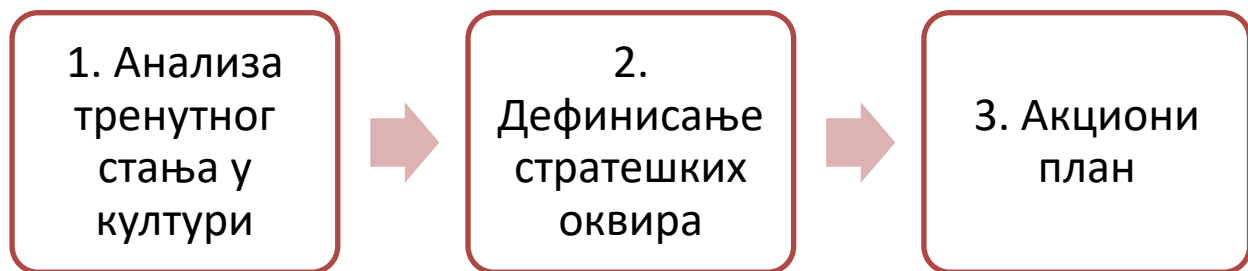 1. Анализа
тренутног
стања у
култури
2.
Дефинисање
стратешких
оквира
3. Акциони
план